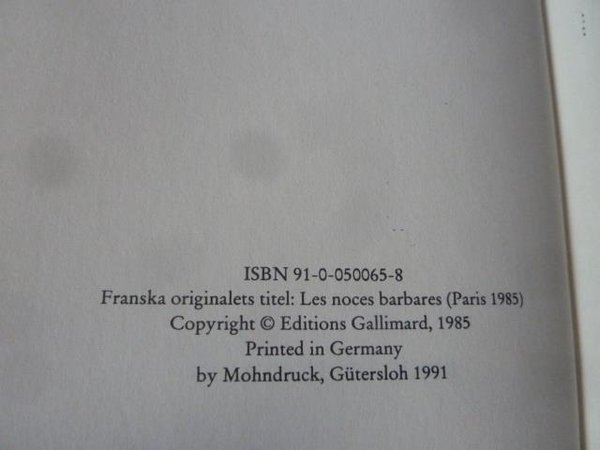 ISBN 91-0-050065-8
Franska originalets titel: Les noces barbares (Paris 1985)
Copyright © Editions Gallimard, 1985
Printed in Germany
by Mohndruck, Gütersloh 1991